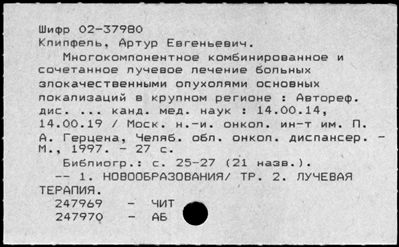 Шифр 02-37980
Клипфель, Артур Евгеньевич.
Многокомпонентное комбинированное и
сочетанное лучевое лечение больных
злокачественными опухолями основных
локализаций в крупном регионе : Автореф.
дис. ... канд. мед. наук : 14.00.14,
14.00.19 / Моск. н.-и. онкол. ин-т им. П.
А. Герцена, Челяб. обл. онкол. диспансер. -
М., 1997. - 27 с.
Библиогр.: с. 25-27 (21 назв.).
-- 1. НОВООБРАЗОВАНИЯ/ ТР. 2. ЛУЧЕВАЯ
ТЕРАПИЯ.
247969 - ЧИТ
247970 - АБ